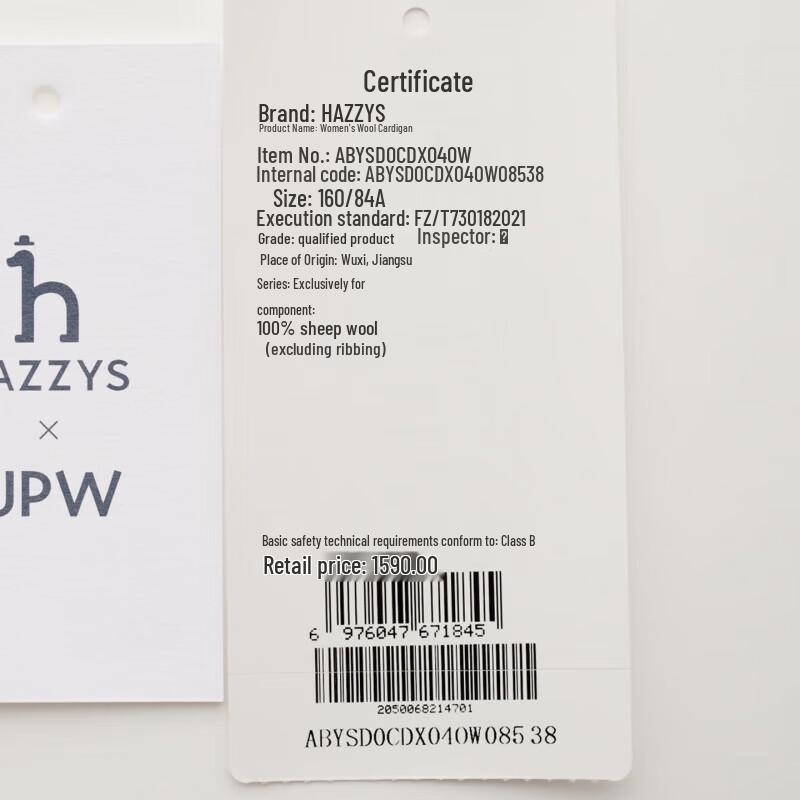 h
AZZYS
×
UPW
Certificate
Brand: HAZZYS
Product Name: Women's Wool Cardigan
Item No.: ABYSD0CDX040W
Internal code: ABYSD0CDX040W08538
Size: 160/84A
Execution standard: FZ/T730182021
Grade: qualified product Inspector:
Place of Origin: Wuxi, Jiangsu
Series: Exclusively for
component:
100% sheep wool
(excluding ribbing)
Basic safety technical requirements conform to: Class B
Retail price: 1590.00
6 976047 671845
2050068214701
ABYSD0CDX040W08538